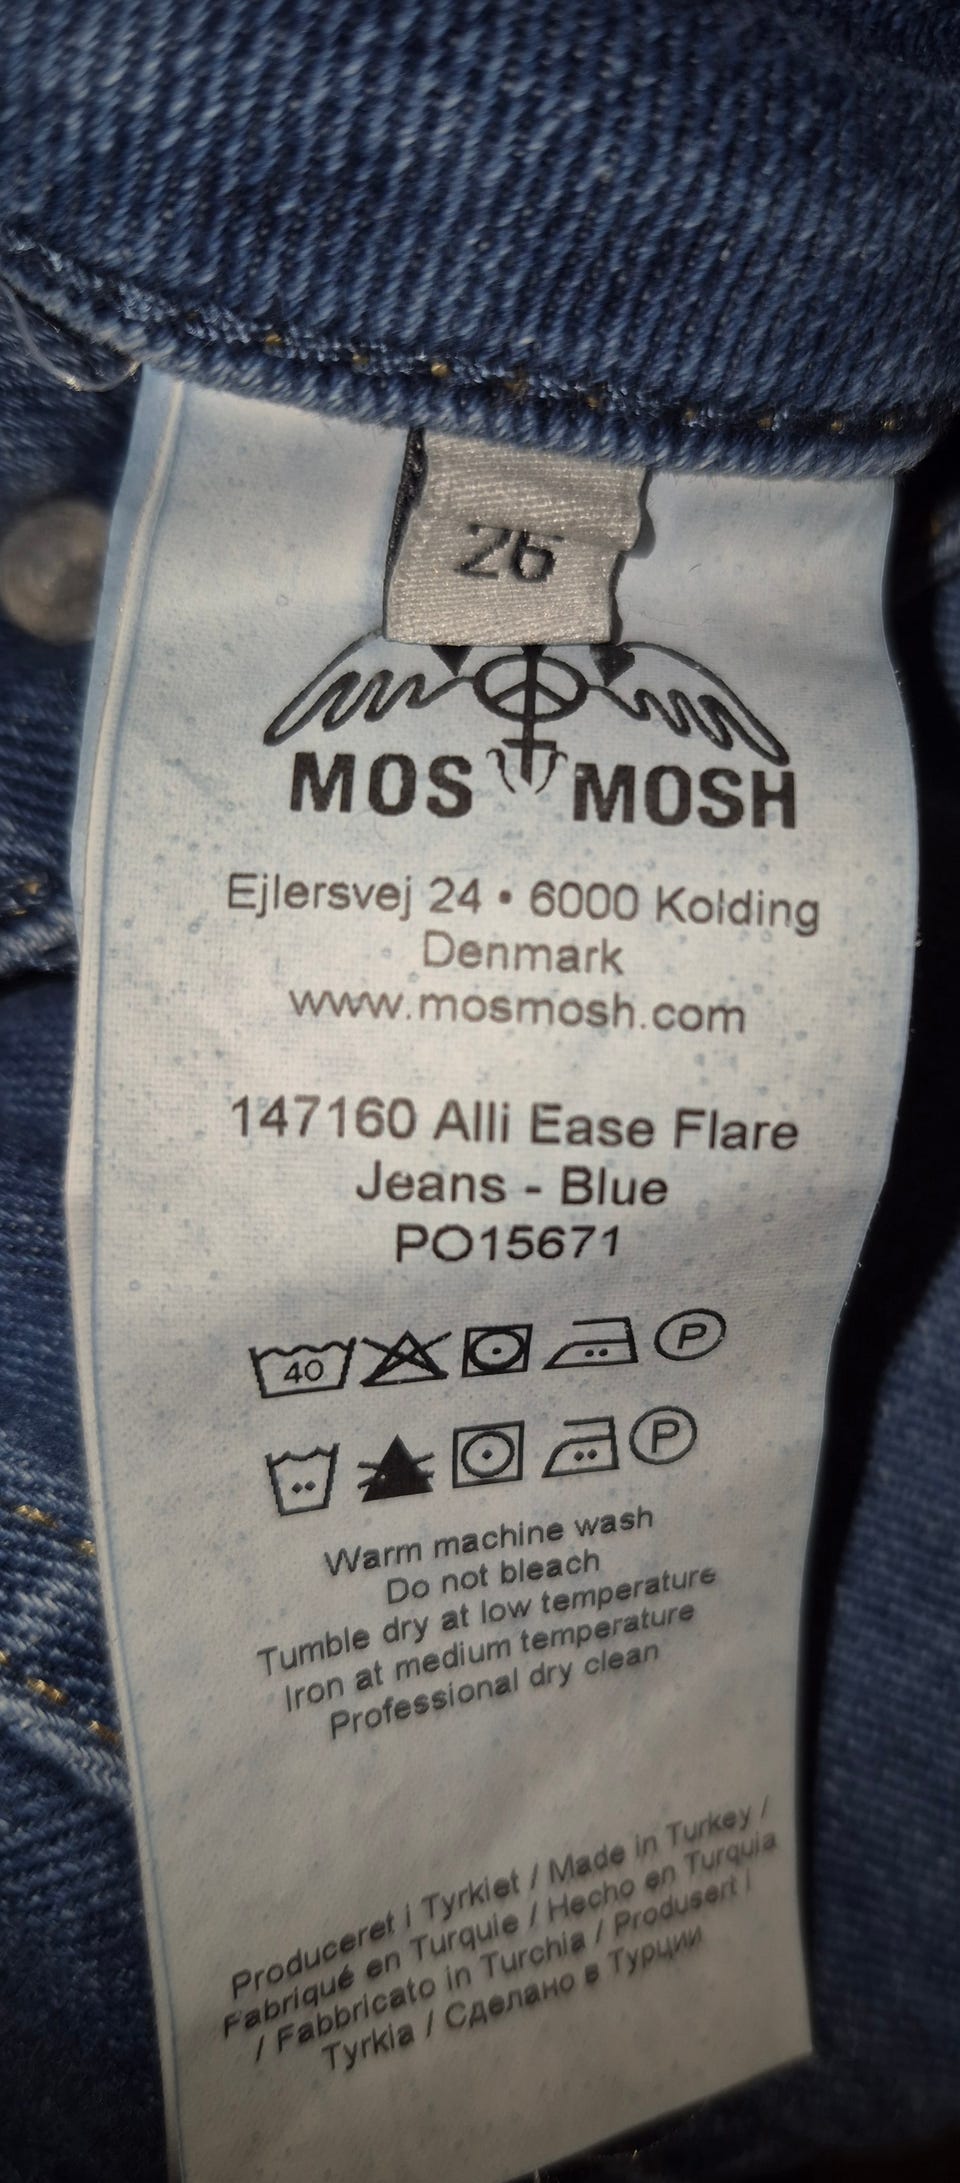 26
MOS MOSH
Ejlersvej 24 • 6000 Kolding
Denmark
www.mosmosh.com
147160 Alli Ease Flare
Jeans - Blue
PO15671
40 P
P
Warm machine wash
Do not bleach
Tumble dry at low temperature
Iron at medium temperature
Professional dry clean
Produceret i Tyrkiet / Made in Turkey /
Fabriqué en Turquie / Hecho en Turquia
/ Fabbricato in Turchia / Produsert i
Tyrkia / Сделано в Турции